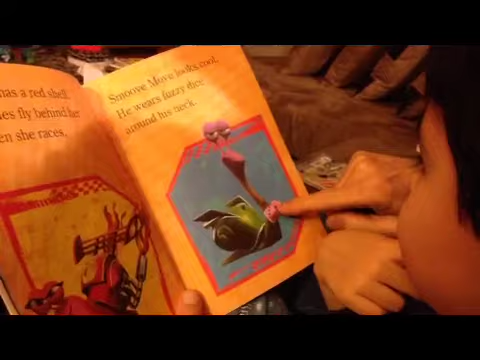 has a red shell.
es fly behind her
en she races.
Smoove Move looks cool.
He wears fuzzy dice
around his neck.